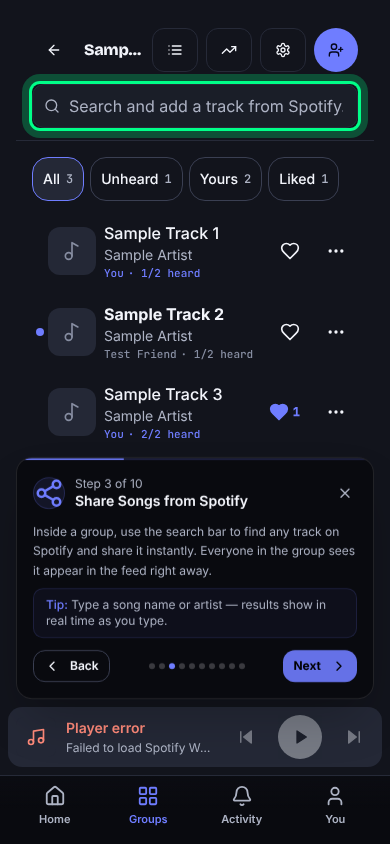 Samp...
Search and add a track from Spotify.
All 3
Unheard 1
Yours 2
Liked 1
Sample Track 1
Sample Artist
You · 1/2 heard
Sample Track 2
Sample Artist
Test Friend · 1/2 heard
Sample Track 3
Sample Artist
You · 2/2 heard
1
Step 3 of 10
Share Songs from Spotify
Inside a group, use the search bar to find any track on
Spotify and share it instantly. Everyone in the group sees
it appear in the feed right away.
Tip: Type a song name or artist — results show in
real time as you type.
Back
Next
Player error
Failed to load Spotify W...
Home
Groups
Activity
You